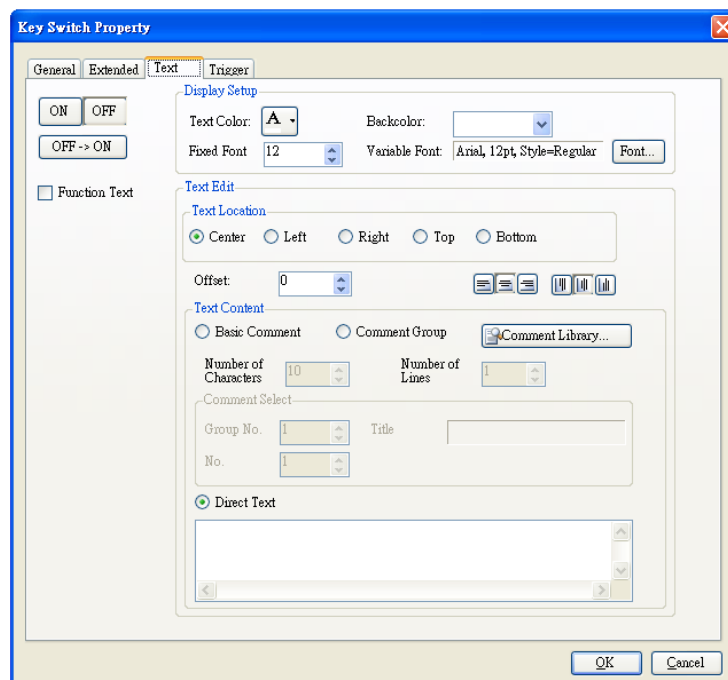 Key Switch Property
General Extended Text Trigger
ON OFF
OFF -> ON
Function Text
Display Setup
Text Color: A Backcolor:
Fixed Font 12 Variable Font: Arial, 12pt, Style=Regular Font...
Text Edit
Text Location
Center Left Right Top Bottom
Offset: 0
Text Content
Basic Comment Comment Group Comment Library...
Number of Characters 10 Number of Lines 1
Comment Select
Group No. 1 Title
No. 1
Direct Text
OK Cancel